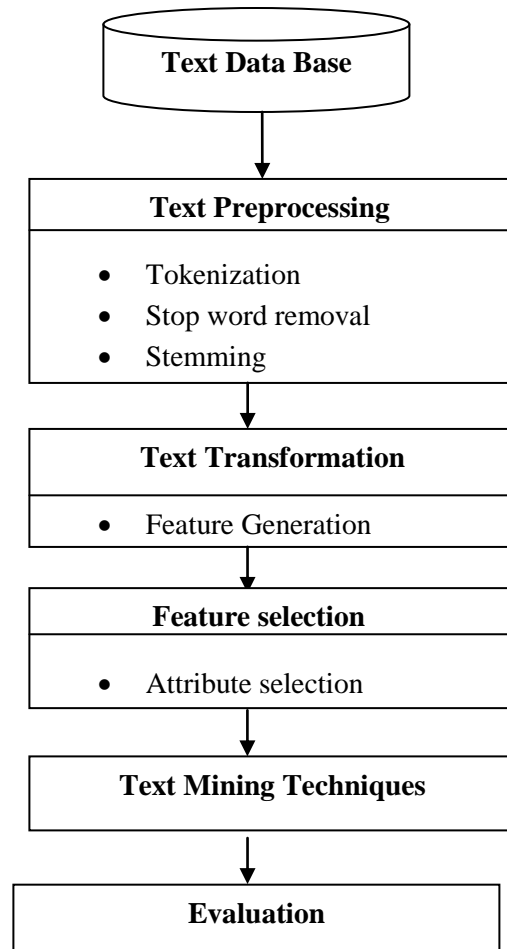 Text Data Base
Text Preprocessing
• Tokenization
• Stop word removal
• Stemming
Text Transformation
• Feature Generation
Feature selection
• Attribute selection
Text Mining Techniques
Evaluation